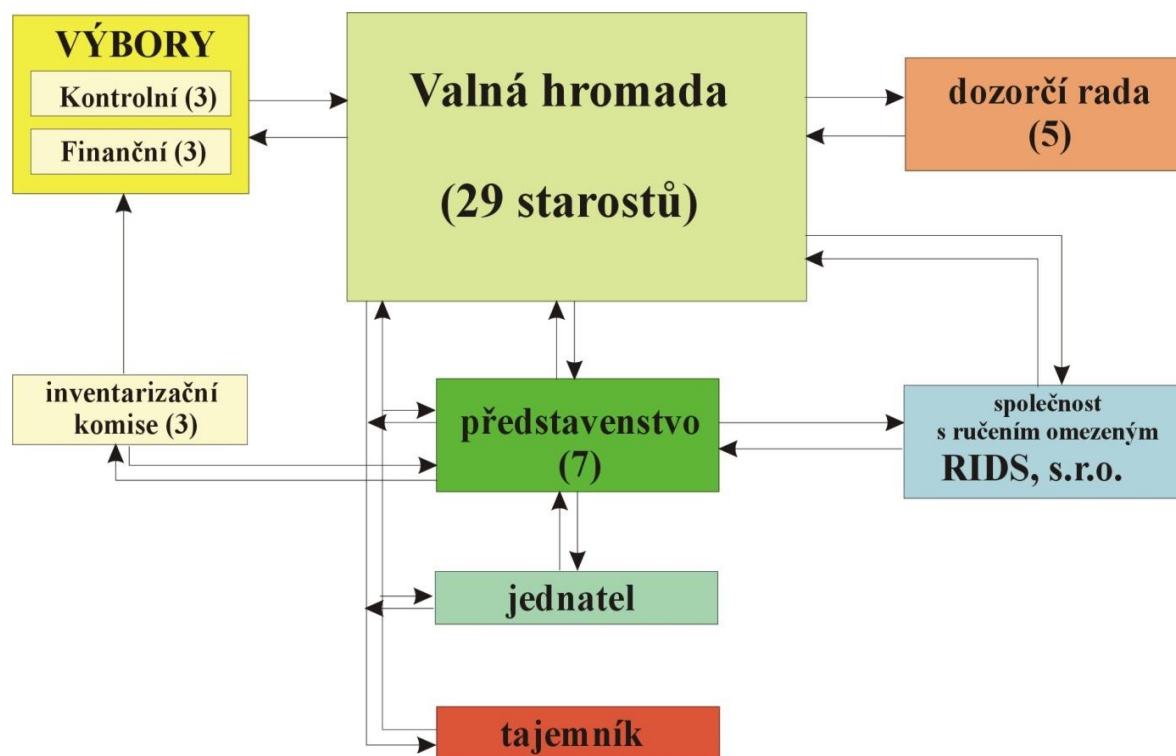 VÝBORY
Kontrolní (3)
Finanční (3)
Valná hromada
(29 starostů)
dozorčí rada
(5)
inventarizační
komise (3)
představenstvo
(7)
společnost
s ručením omezeným
RIDS, s.r.o.
jednatel
tajemník